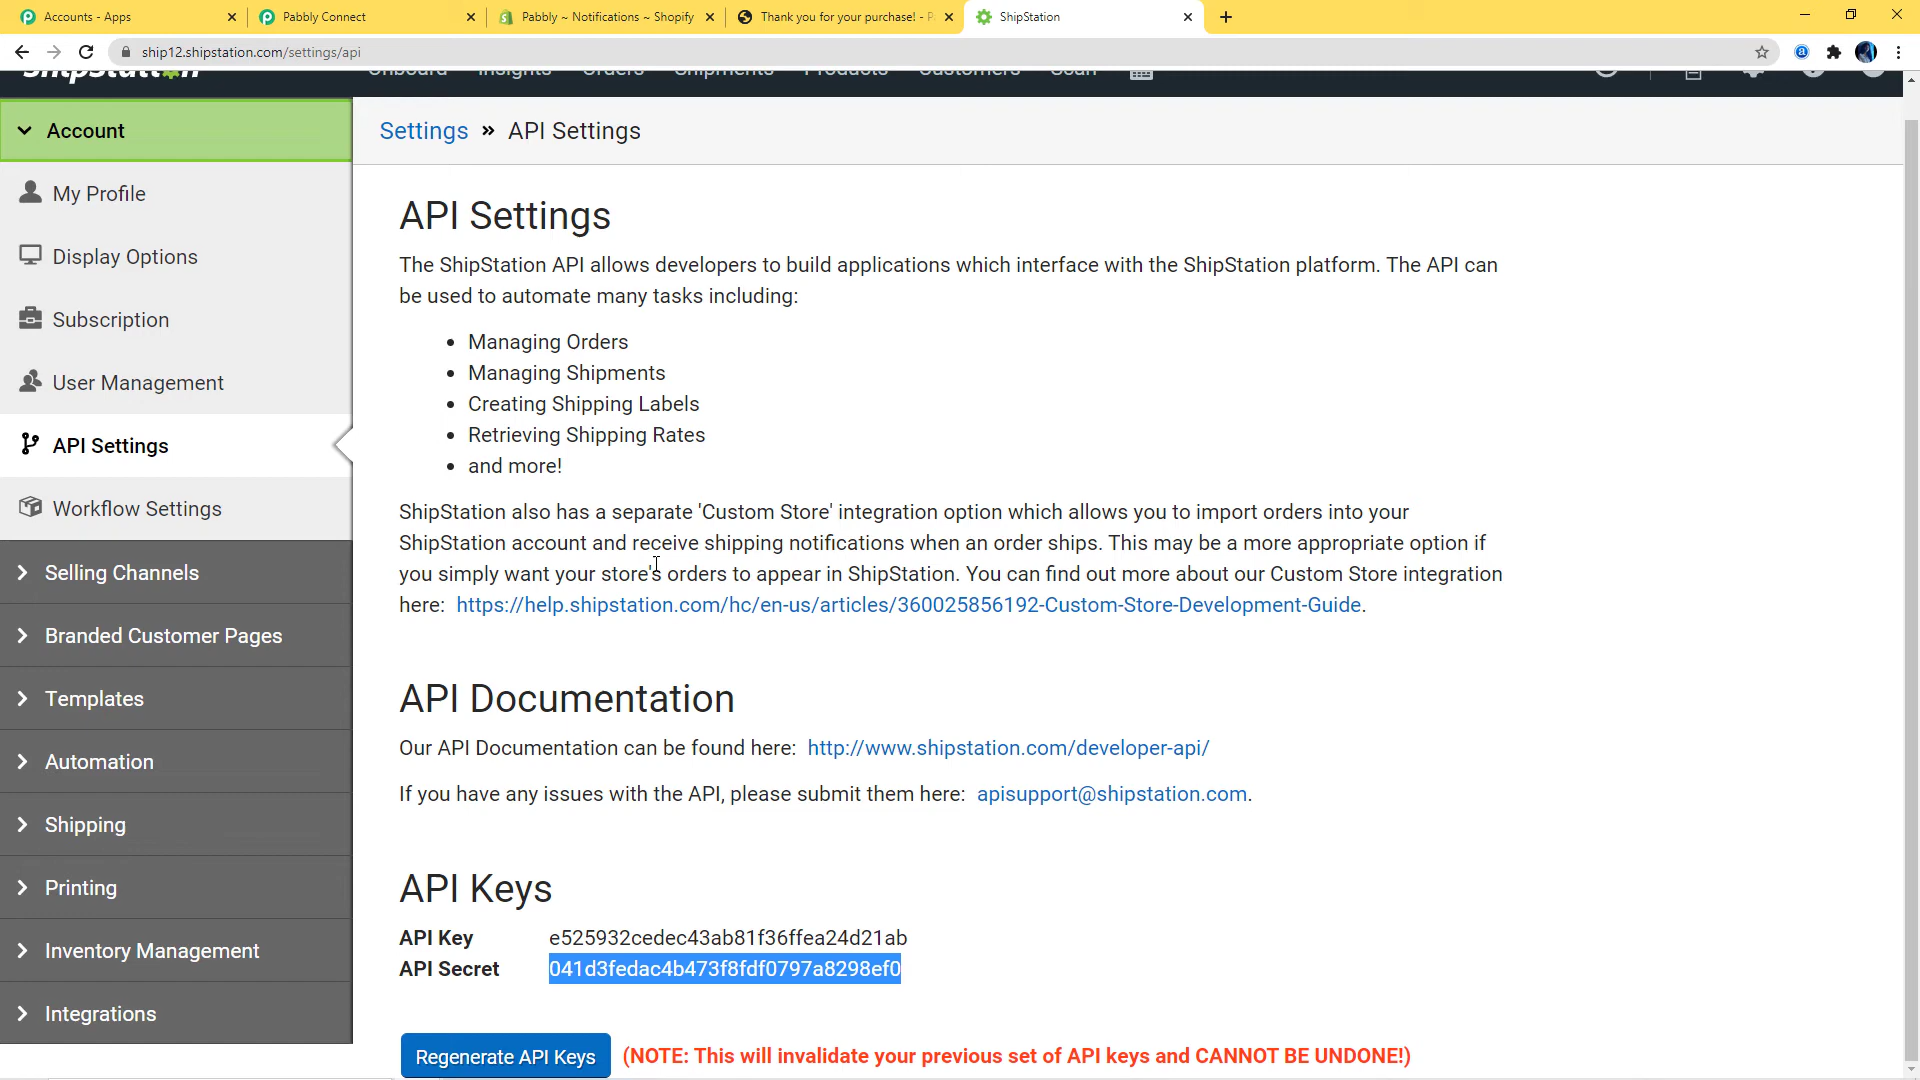 Accounts - Apps
Pabbly Connect
Pabbly ~ Notifications ~ Shopify
Thank you for your purchase! - P
ShipStation
ship12.shipstation.com/settings/api
ShipStation
Onboard Insights Orders Shipments Products Customers Scan
Account
My Profile
Display Options
Subscription
User Management
API Settings
Workflow Settings
Selling Channels
Branded Customer Pages
Templates
Automation
Shipping
Printing
Inventory Management
Integrations
Settings » API Settings
API Settings
The ShipStation API allows developers to build applications which interface with the ShipStation platform. The API can
be used to automate many tasks including:
• Managing Orders
• Managing Shipments
• Creating Shipping Labels
• Retrieving Shipping Rates
• and more!
ShipStation also has a separate 'Custom Store' integration option which allows you to import orders into your
ShipStation account and receive shipping notifications when an order ships. This may be a more appropriate option if
you simply want your store's orders to appear in ShipStation. You can find out more about our Custom Store integration
here: https://help.shipstation.com/hc/en-us/articles/360025856192-Custom-Store-Development-Guide.
API Documentation
Our API Documentation can be found here: http://www.shipstation.com/developer-api/
If you have any issues with the API, please submit them here: apisupport@shipstation.com.
API Keys
API Key e525932cedec43ab81f36ffea24d21ab
API Secret 041d3fedac4b473f8fdf0797a8298ef0
Regenerate API Keys (NOTE: This will invalidate your previous set of API keys and CANNOT BE UNDONE!)